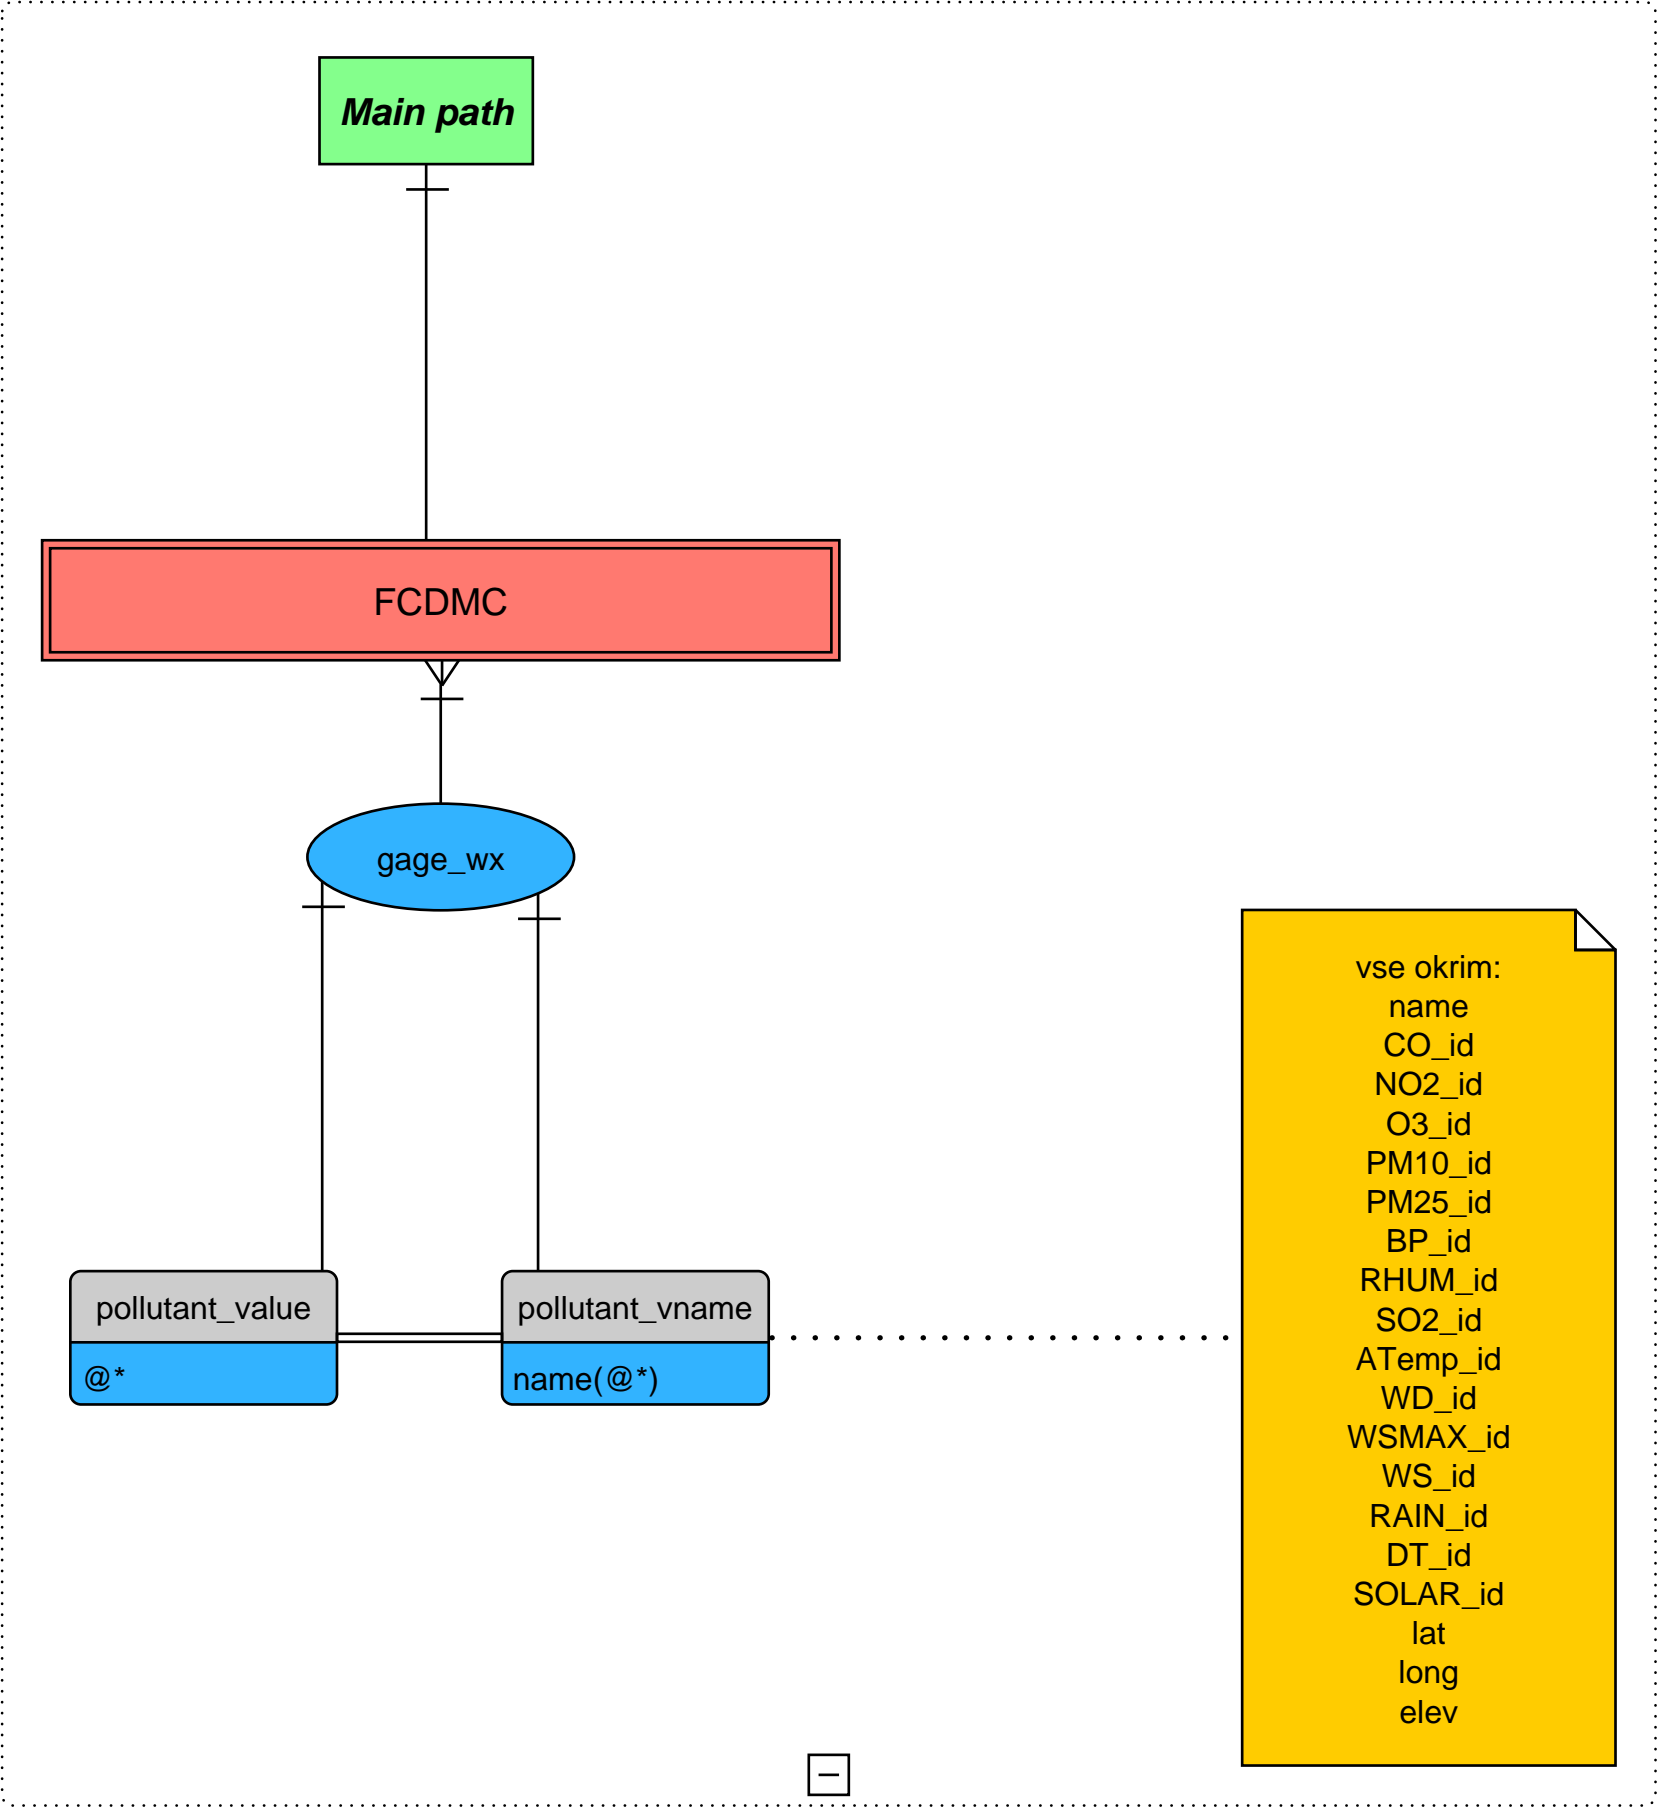 Main path
FCDMC
gage_wx
pollutant_value
@*
pollutant_vname
name(@*)
vse okrim:
name
CO_id
NO2_id
O3_id
PM10_id
PM25_id
BP_id
RHUM_id
SO2_id
ATemp_id
WD_id
WSMAX_id
WS_id
RAIN_id
DT_id
SOLAR_id
lat
long
elev